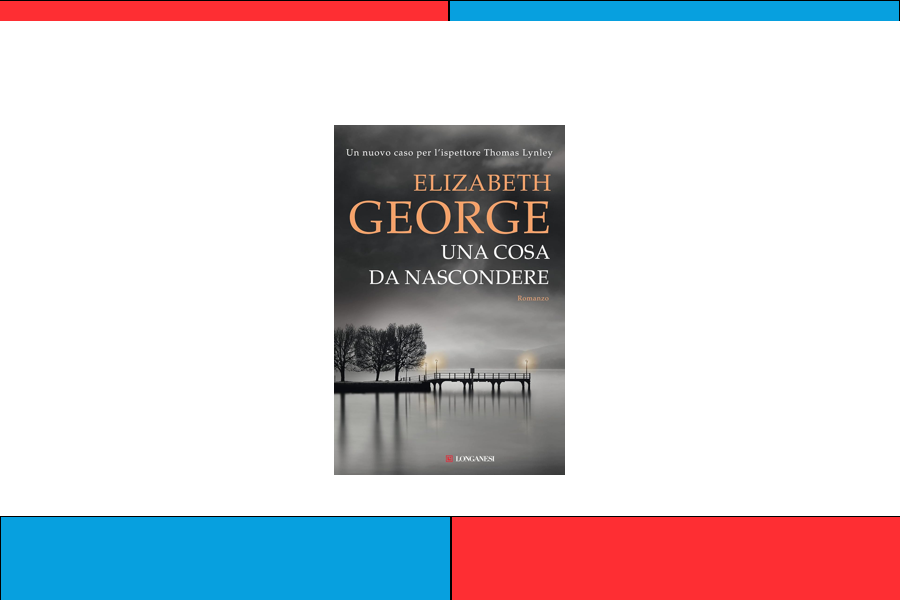 Un nuovo caso per l'ispettore Thomas Lynley
ELIZABETH
GEORGE
UNA COSA
DA NASCONDERE
Romanzo
LONGANESI